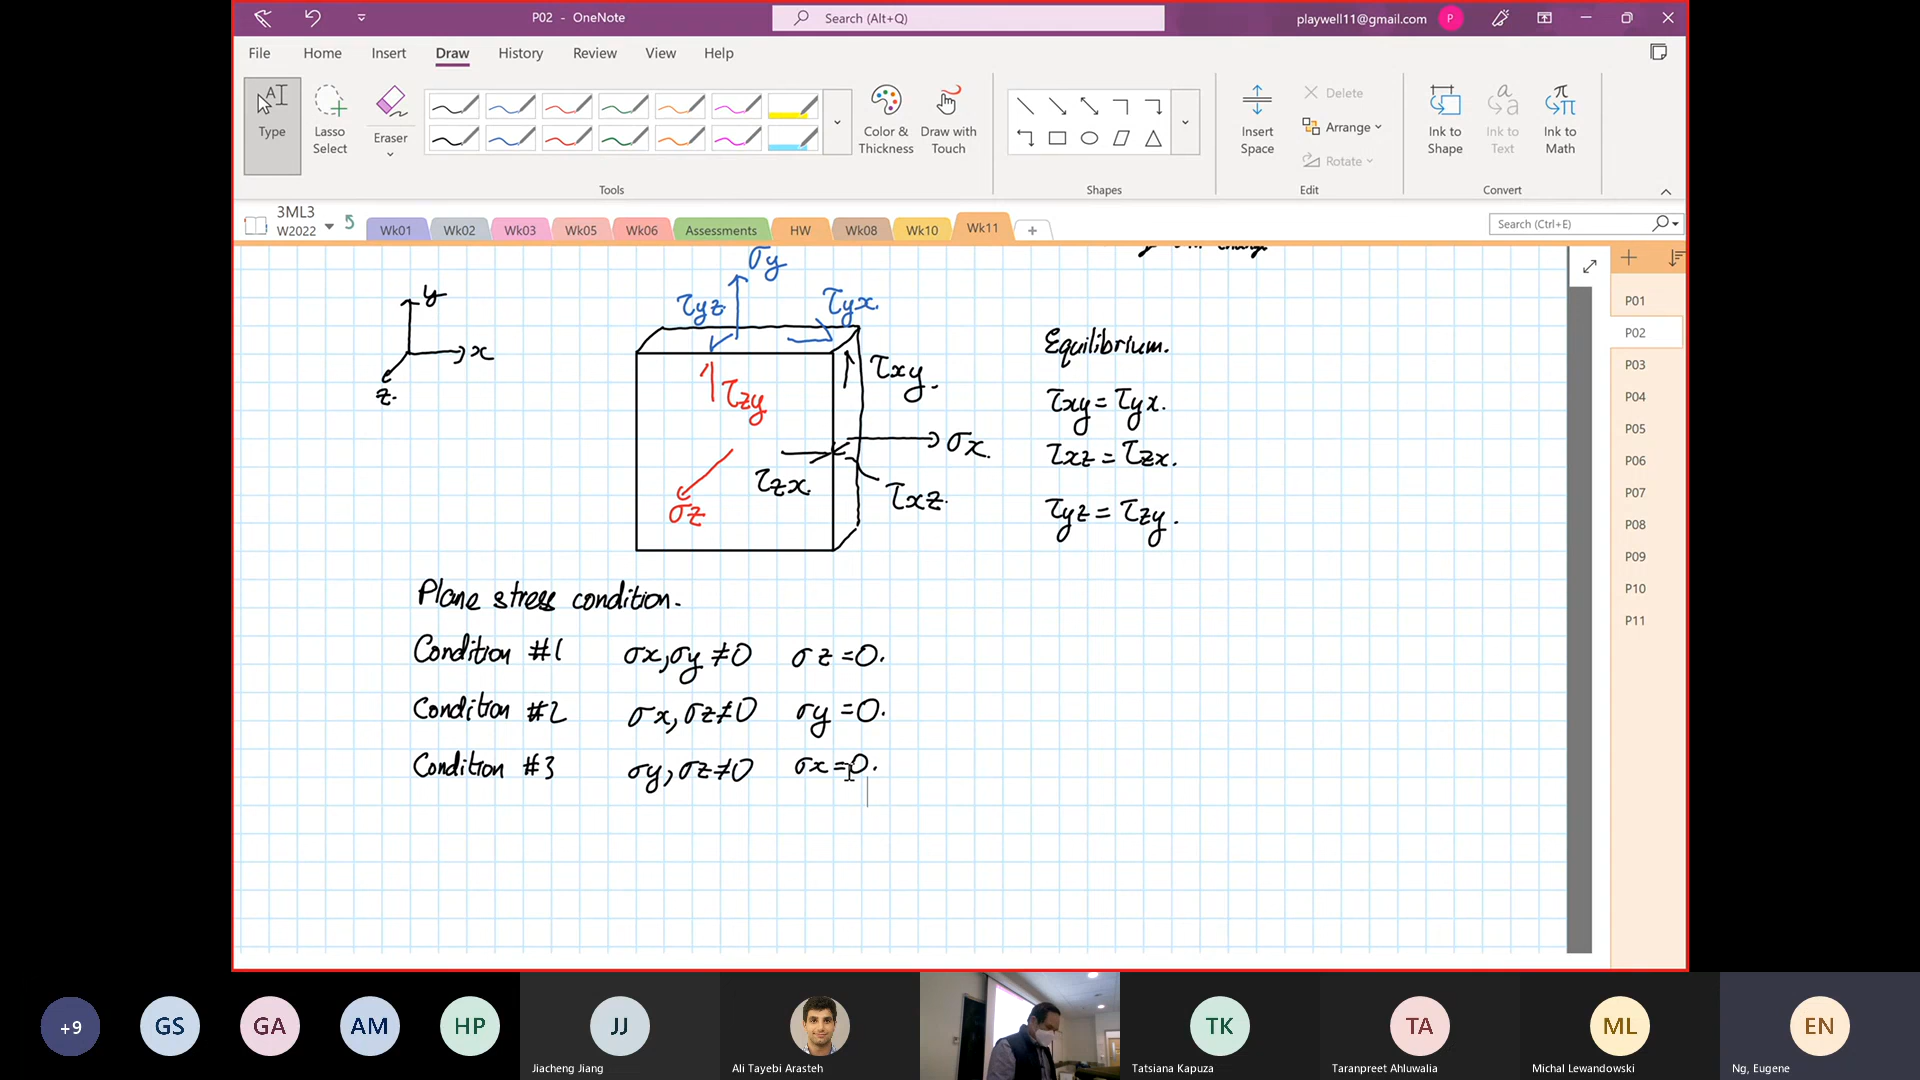 P02 - OneNote
Search (Alt+Q)
playwell11@gmail.com
P
File
Home
Insert
Draw
History
Review
View
Help
Type
Lasso
Select
Eraser
Color &
Thickness
Draw with
Touch
Insert
Space
Delete
Arrange
Rotate
Ink to
Shape
Ink to
Text
Ink to
Math
Tools
Shapes
Edit
Convert
3ML3
W2022
Wk01
Wk02
Wk03
Wk05
Wk06
Assessments
HW
Wk08
Wk10
Wk11
Search (Ctrl+E)
change
P01
P02
P03
P04
P05
P06
P07
P08
P09
P10
P11
y
x
z.
σy
τyz
τyx.
τzy
τxy.
σx.
τzx.
τxz.
σz
Equilibrium.
τxy = τyx.
τxz = τzx.
τyz = τzy.
Plane stress condition.
Condition #1 σx,σy ≠0 σz =0.
Condition #2 σx, σz≠0 σy =0.
Condition #3 σy, σz≠0 σx=0.
+9
GS
GA
AM
HP
JJ
TK
TA
ML
EN
Jiacheng Jiang
Ali Tayebi Arasteh
Tatsiana Kapuza
Taranpreet Ahluwalia
Michal Lewandowski
Ng, Eugene